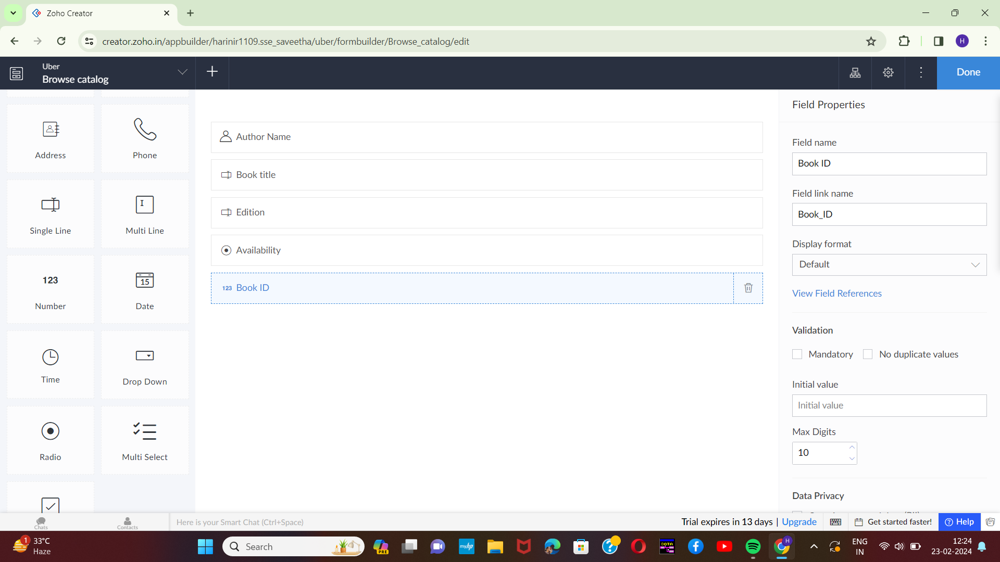 Zoho Creator
creator.zoho.in/appbuilder/harinir1109.sse_saveetha/uber/formbuilder/Browse_catalog/edit
H
Uber
Browse catalog
Done
Address
Phone
Single Line
Multi Line
123
Number
15
Date
Time
Drop Down
Radio
Multi Select
Author Name
Book title
Edition
Availability
123 Book ID
Field Properties
Field name
Book ID
Field link name
Book_ID
Display format
Default
View Field References
Validation
Mandatory
No duplicate values
Initial value
Initial value
Max Digits
10
Data Privacy
Chats
Contacts
Here is your Smart Chat (Ctrl+Space)
Trial expires in 13 days | Upgrade
Get started faster!
Help
1
33°C
Haze
Search
PRE
myhp
DATA
H
ENG
IN
12:24
23-02-2024